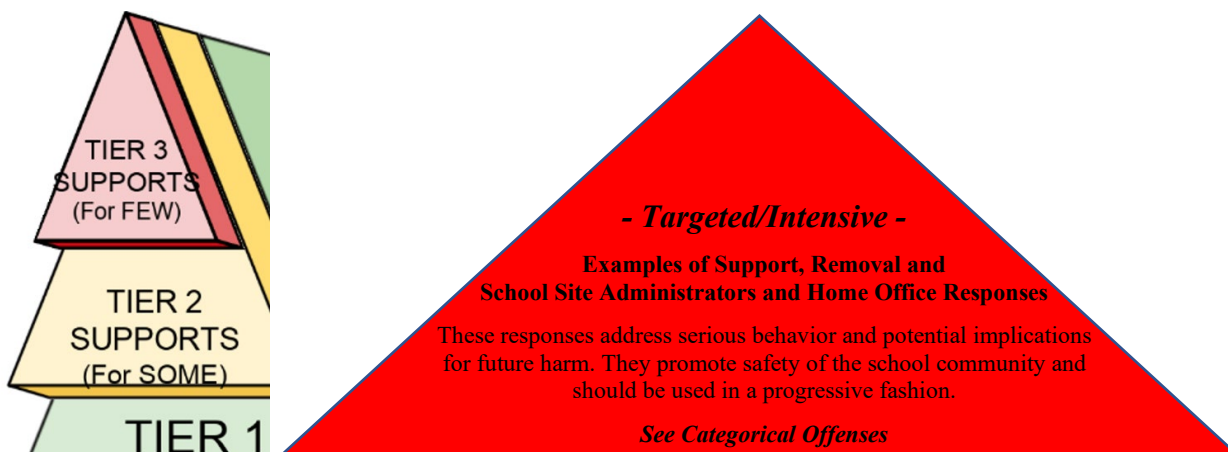 TIER 3
SUPPORTS
(For FEW)
TIER 2
SUPPORTS
(For SOME)
TIER 1
- Targeted/Intensive -
Examples of Support, Removal and
School Site Administrators and Home Office Responses
These responses address serious behavior and potential implications
for future harm. They promote safety of the school community and
should be used in a progressive fashion.
See Categorical Offenses